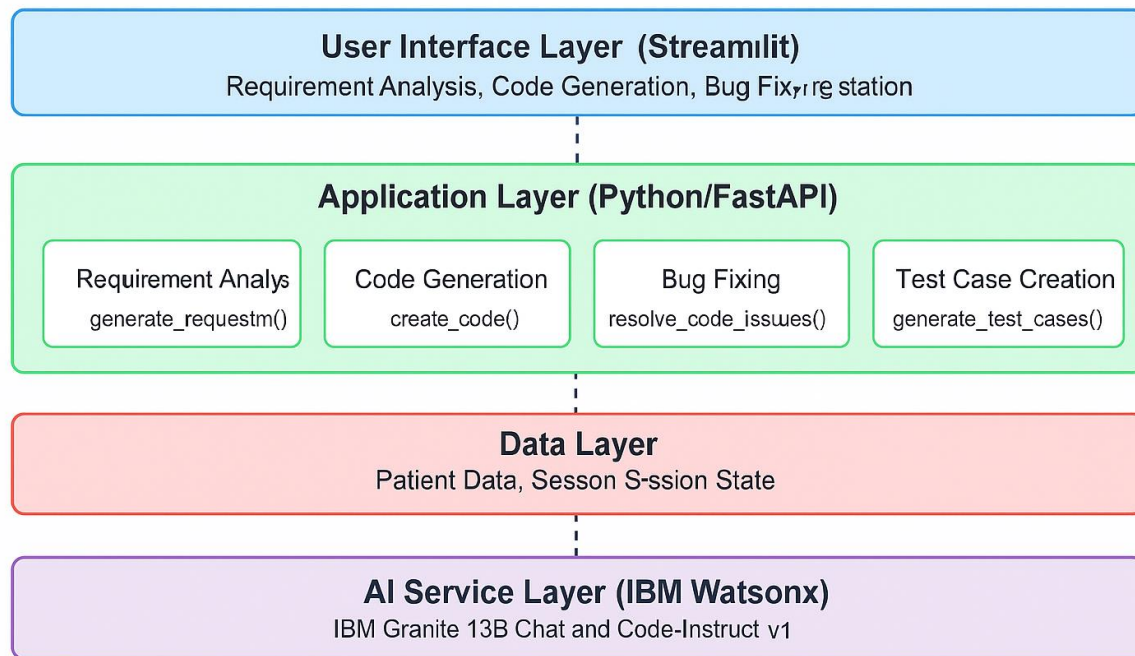 User Interface Layer (Streamlit)
Requirement Analysis, Code Generation, Bug station
Application Layer (Python/FastAPI)
Requirement Analys
generate_requestm()
Code Generation
create_code()
Bug Fixing
resolve_code_issues()
Test Case Creation
generate_test_cases()
Data Layer
Patient Data, Sesson S-ssion State
AI Service Layer (IBM Watsonx)
IBM Granite 13B Chat and Code-Instruct v1